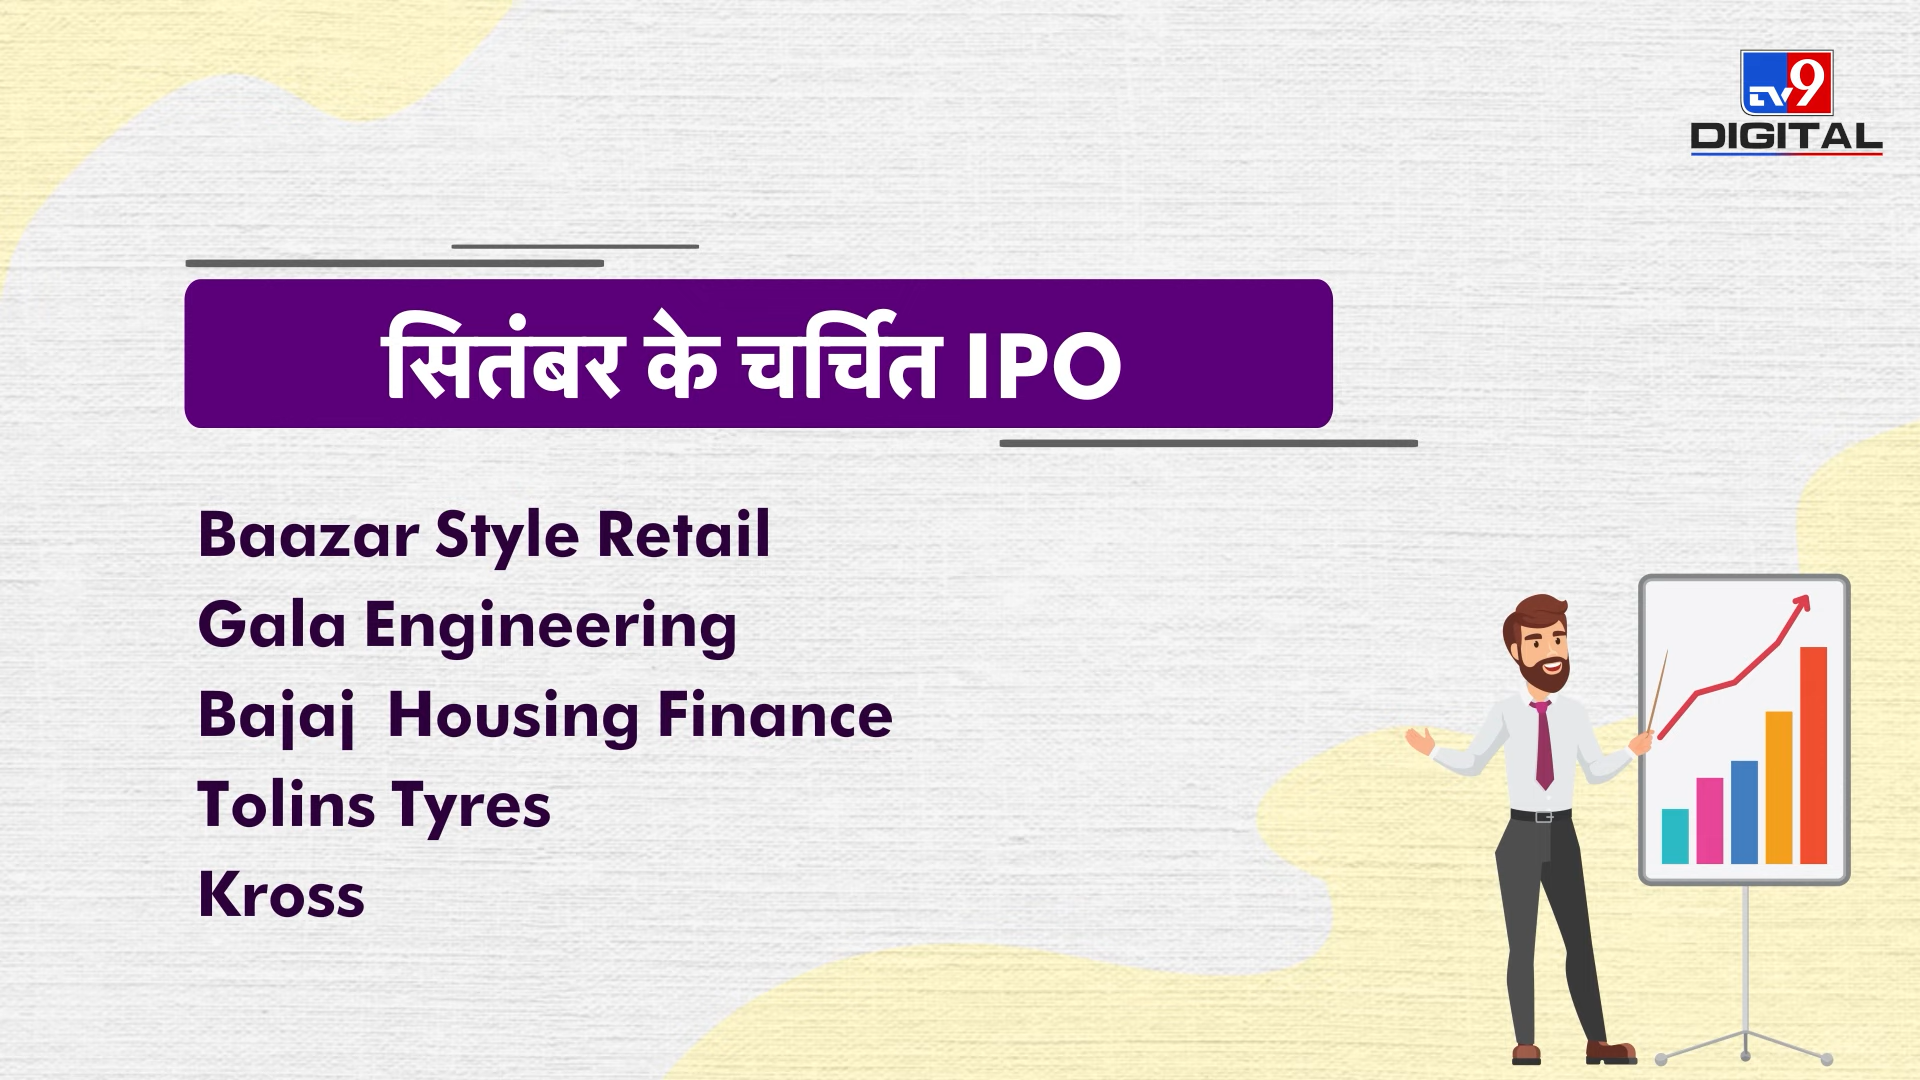 TV9
DIGITAL
सितंबर के चर्चित IPO
Baazar Style Retail
Gala Engineering
Bajaj  Housing Finance
Tolins Tyres
Kross